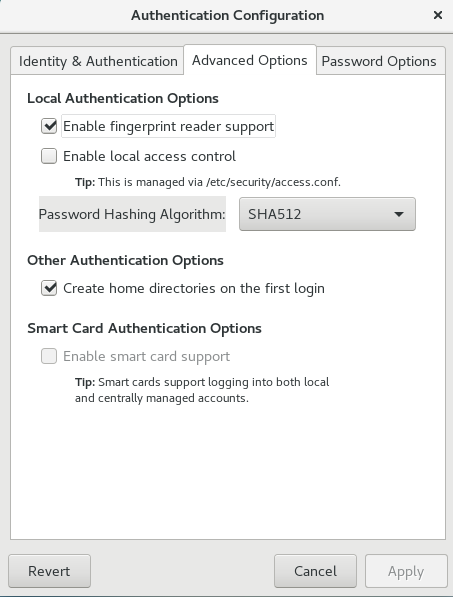 Authentication Configuration
Identity & Authentication
Advanced Options
Password Options
Local Authentication Options
Enable fingerprint reader support
Enable local access control
Tip: This is managed via /etc/security/access.conf.
Password Hashing Algorithm: SHA512
Other Authentication Options
Create home directories on the first login
Smart Card Authentication Options
Enable smart card support
Tip: Smart cards support logging into both local
and centrally managed accounts.
Revert
Cancel
Apply